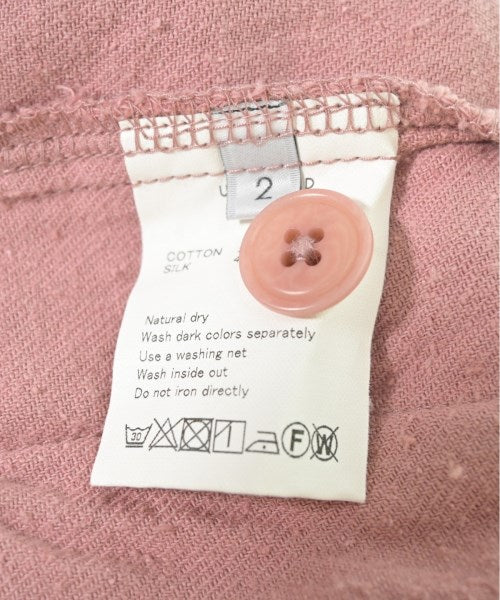 2
COTTON
SILK
Natural dry
Wash dark colors separately
Use a washing net
Wash inside out
Do not iron directly
30 F W